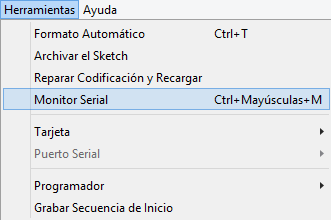 Herramientas Ayuda
Formato Automático Ctrl+T
Archivar el Sketch
Reparar Codificación y Recargar
Monitor Serial Ctrl+Mayúsculas+M
Tarjeta
Puerto Serial
Programador
Grabar Secuencia de Inicio